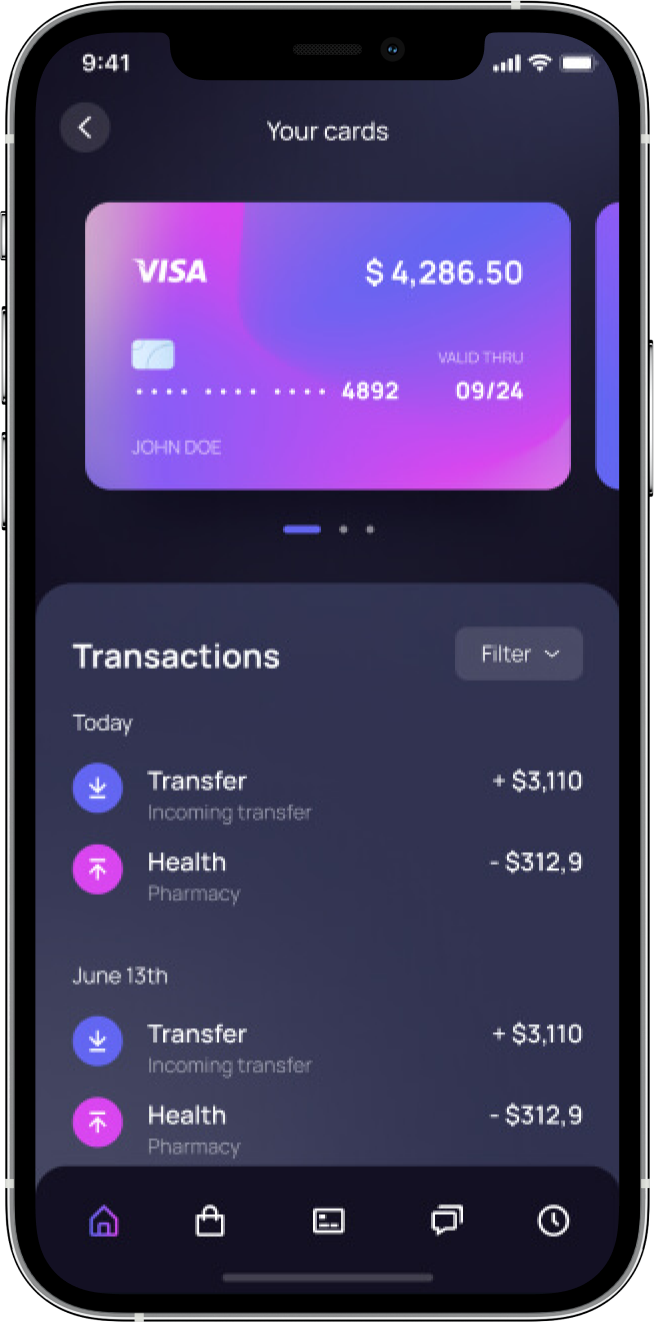 9:41
Your cards
VISA
$ 4,286.50
VALID THRU
•••• •••• •••• 4892
09/24
JOHN DOE
Transactions
Filter
Today
Transfer
+ $3,110
Incoming transfer
Health
- $312,9
Pharmacy
June 13th
Transfer
+ $3,110
Incoming transfer
Health
- $312,9
Pharmacy